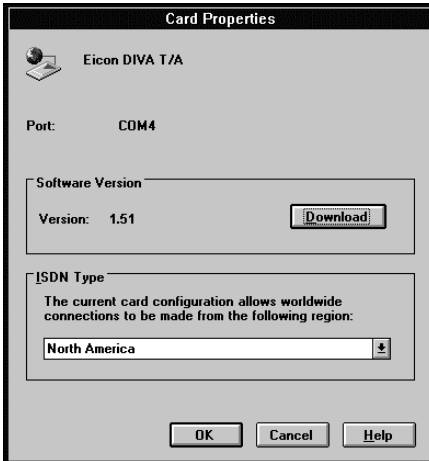 Card Properties
Eicon DIVA T/A
Port: COM4
Software Version
Version: 1.51 Download
ISDN Type
The current card configuration allows worldwide
connections to be made from the following region:
North America
OK Cancel Help